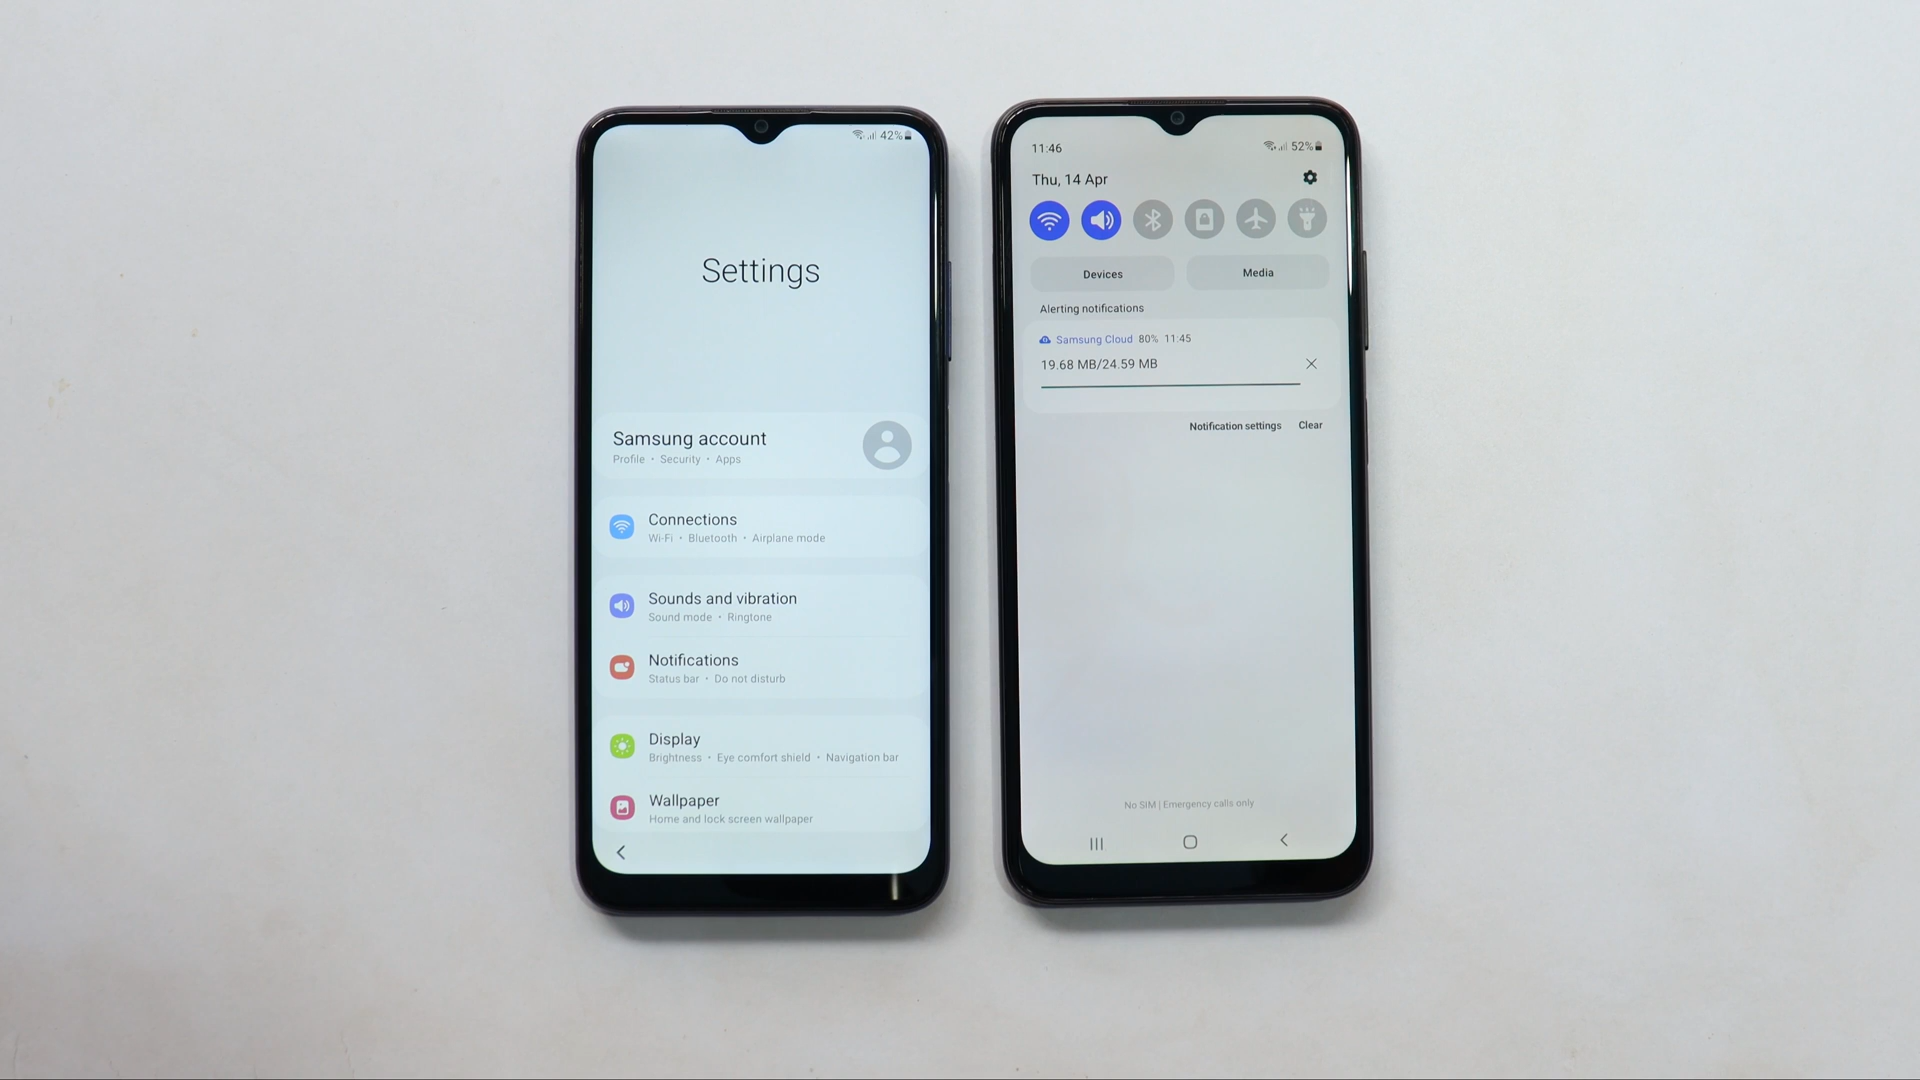 42%
Settings
Samsung account
Profile • Security • Apps
Connections
Wi-Fi • Bluetooth • Airplane mode
Sounds and vibration
Sound mode • Ringtone
Notifications
Status bar • Do not disturb
Display
Brightness • Eye comfort shield • Navigation bar
Wallpaper
Home and lock screen wallpaper
11:46 52%
Thu, 14 Apr
Devices Media
Alerting notifications
Samsung Cloud 80% 11:45
19.68 MB/24.59 MB
Notification settings Clear
No SIM | Emergency calls only